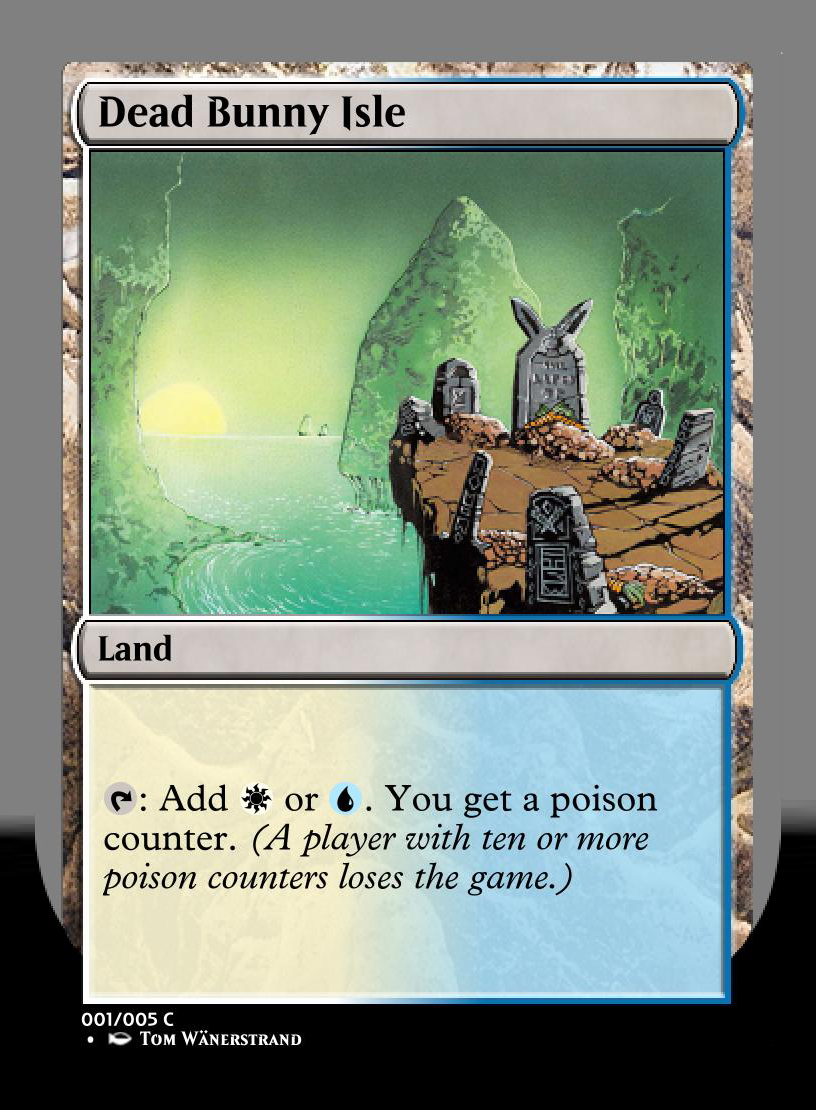 Dead Bunny Isle
Land
: Add or . You get a poison
counter. (A player with ten or more
poison counters loses the game.)
001/005 C
• Tom Wänerstrand